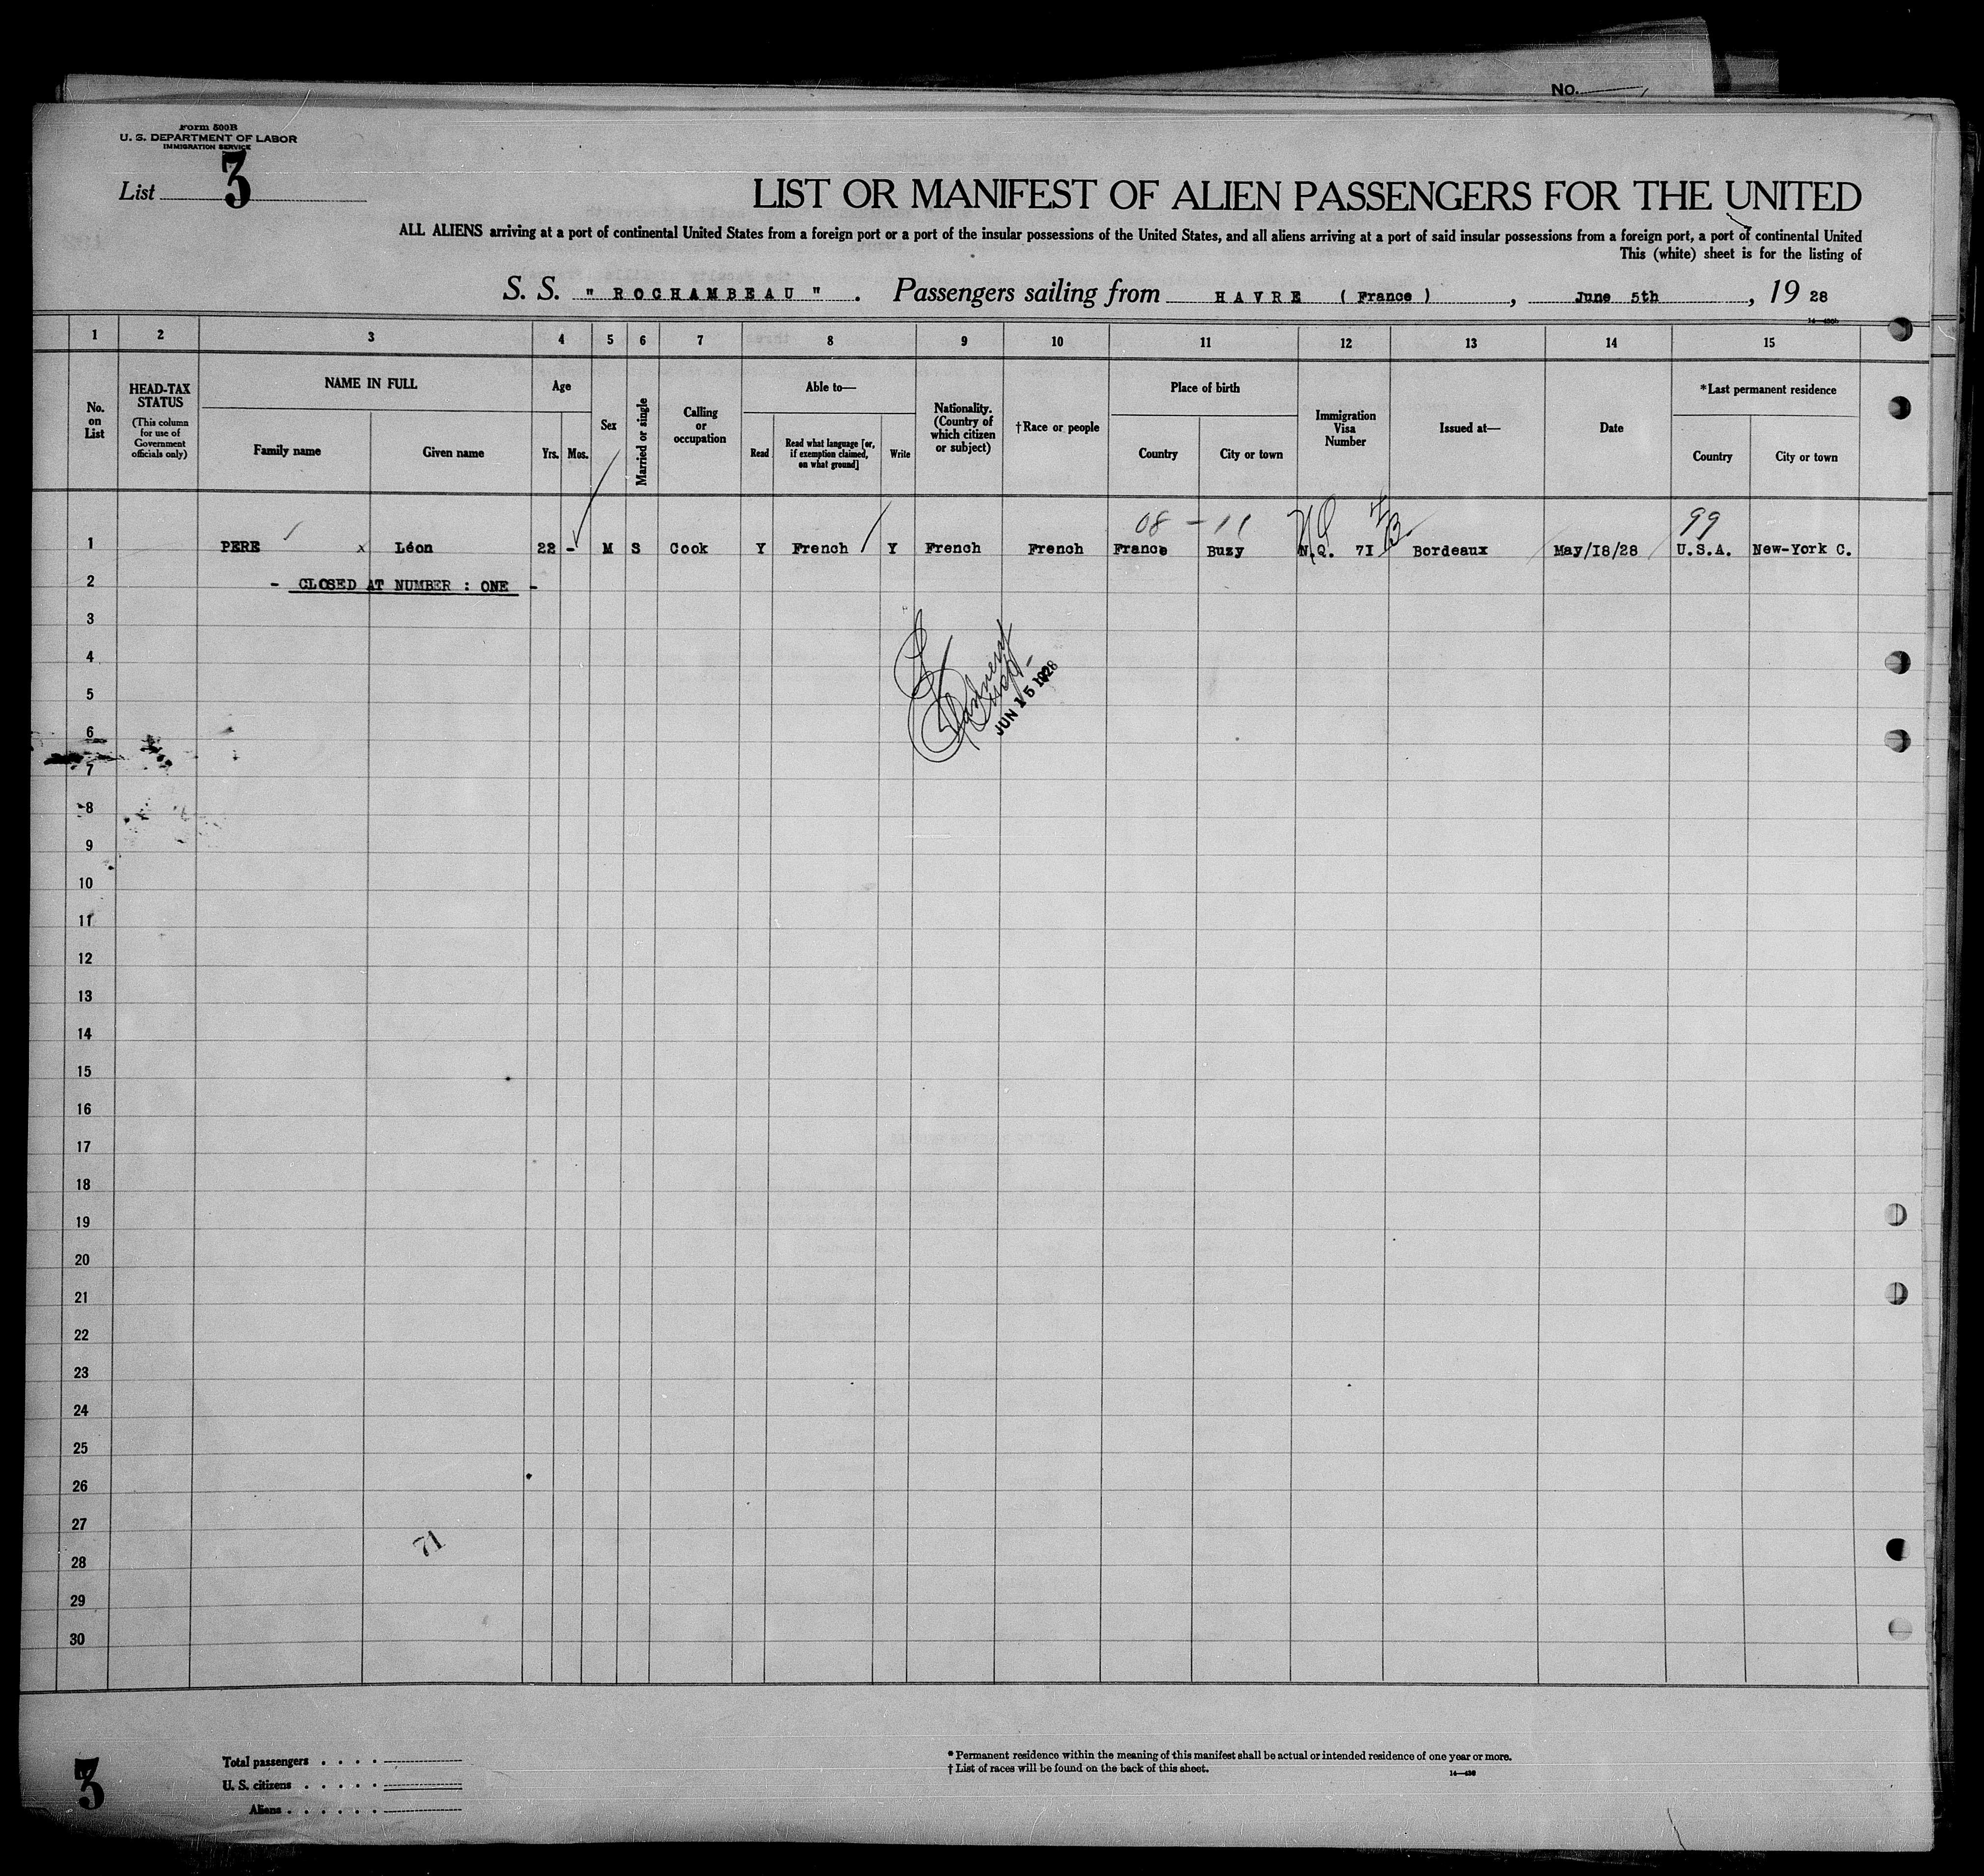 No.
Form 500B
U. S. DEPARTMENT OF LABOR
IMMIGRATION SERVICE
List 3
LIST OR MANIFEST OF ALIEN PASSENGERS FOR THE UNITED
ALL ALIENS arriving at a port of continental United States from a foreign port or a port of the insular possessions of the United States, and all aliens arriving at a port of said insular possessions from a foreign port, a port of continental United
This (white) sheet is for the listing of
S. S. " ROCHAMBEAU " . Passengers sailing from HAVRE ( France ) , June 5th , 19 28
1 2 3 4 5 6 7 8 9 10 11 12 13 14 15
No. on List
HEAD-TAX STATUS
(This column for use of Government officials only)
NAME IN FULL
Family name
Given name
Age
Yrs.
Mos.
Sex
Married or single
Calling or occupation
Able to—
Read
Read what language [or, if exemption claimed, on what ground]
Write
Nationality. (Country of which citizen or subject)
†Race or people
Place of birth
Country
City or town
Immigration Visa Number
Issued at—
Date
*Last permanent residence
Country
City or town
08 - 11 99
1 PERE x Léon 22 - M S Cook Y French Y French French France Buzy N.Q. 71 Bordeaux May/18/28 U.S.A. New-York C.
2 - CLOSED AT NUMBER : ONE -
3
4
5
JUN 15 1928
6
7
8
9
10
11
12
13
14
15
16
17
18
19
20
21
22
23
24
25
26
27
71
28
29
30
3
Total passengers . . . .
U. S. citizens . . . . .
Aliens . . . . . .
* Permanent residence within the meaning of this manifest shall be actual or intended residence of one year or more.
† List of races will be found on the back of this sheet.